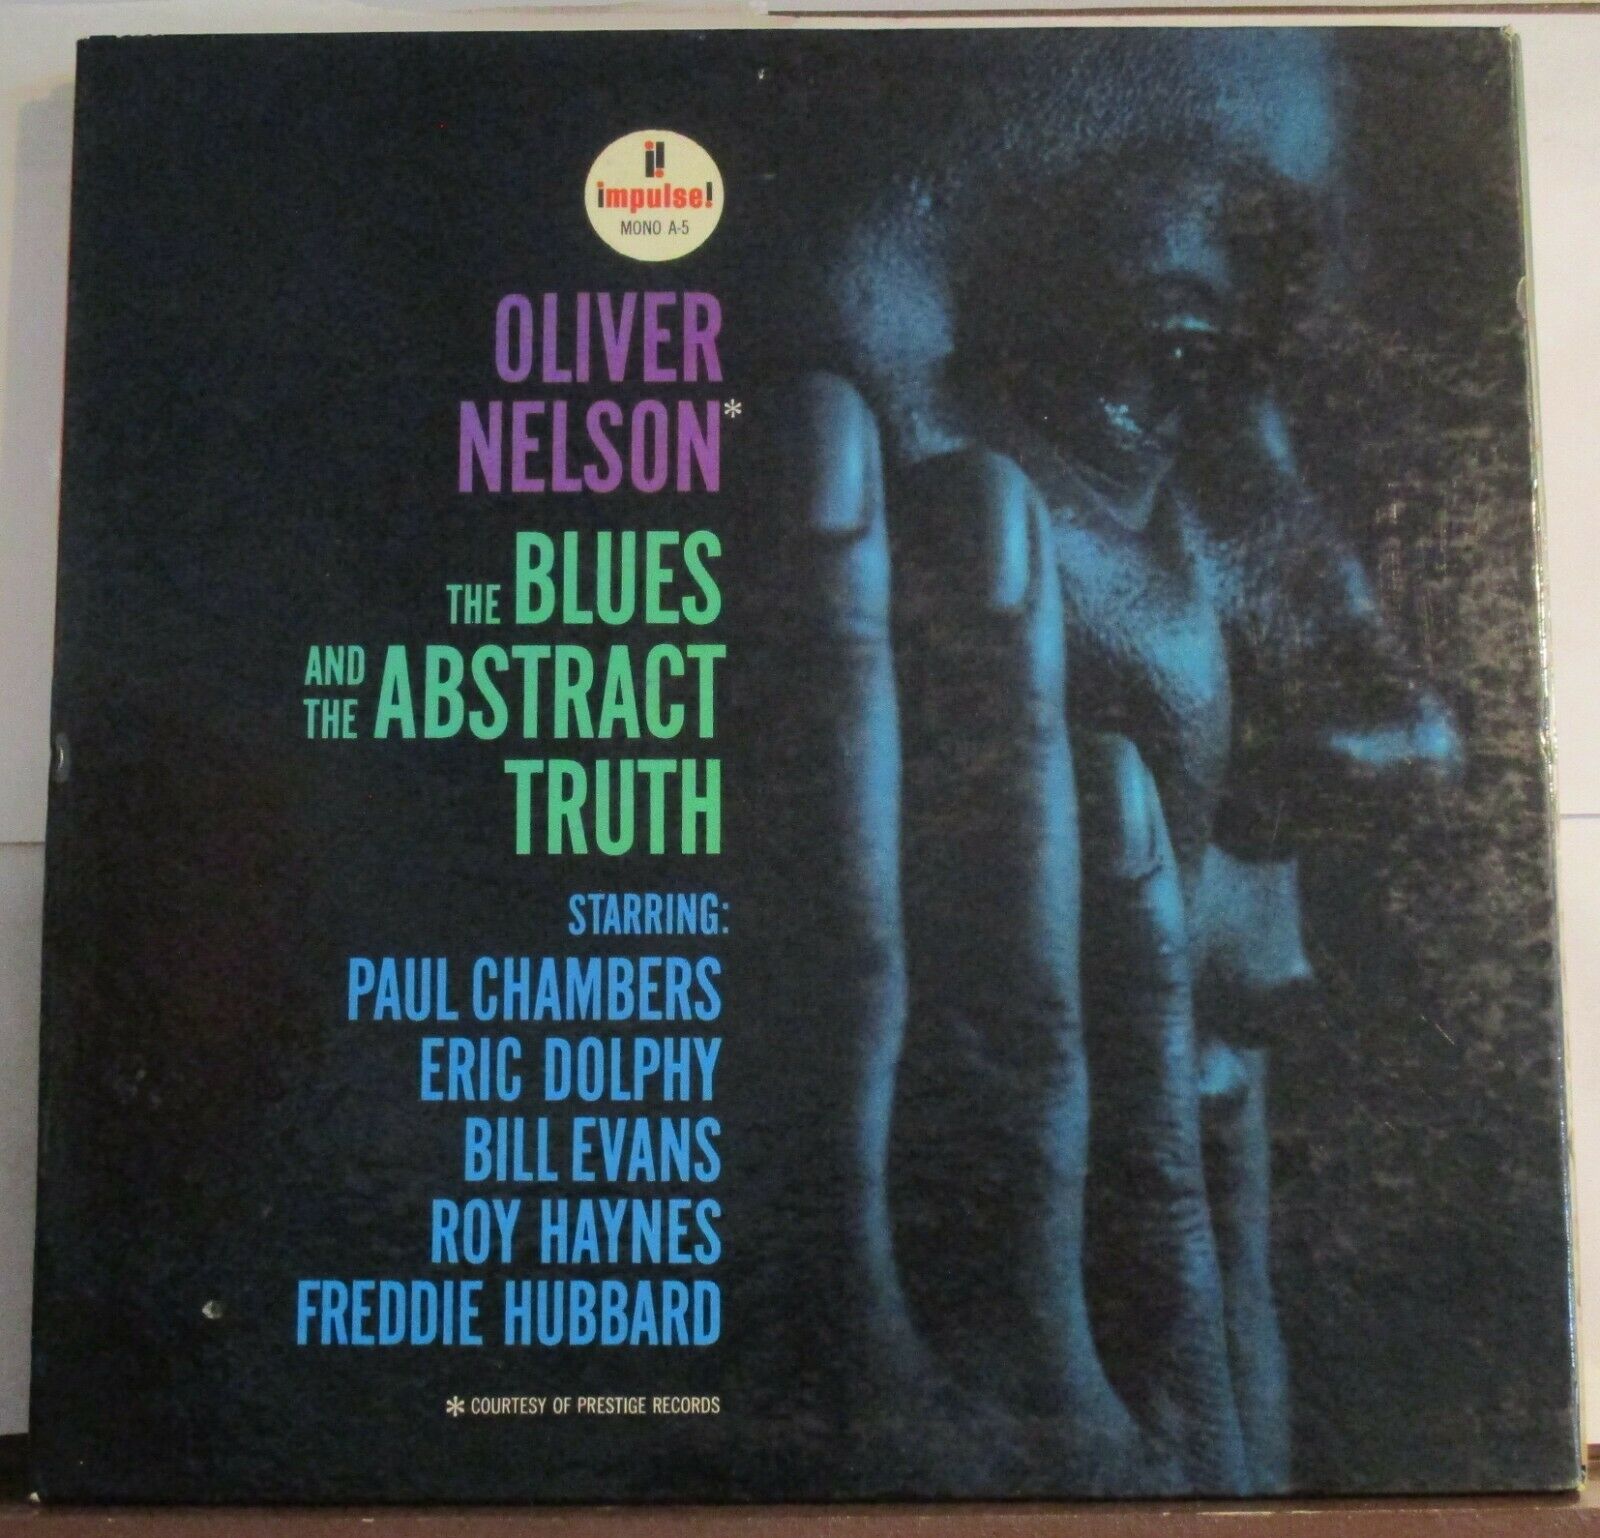 i!
impulse!
MONO A-5
OLIVER
NELSON*
THE BLUES
AND THE ABSTRACT
TRUTH
STARRING:
PAUL CHAMBERS
ERIC DOLPHY
BILL EVANS
ROY HAYNES
FREDDIE HUBBARD
* COURTESY OF PRESTIGE RECORDS